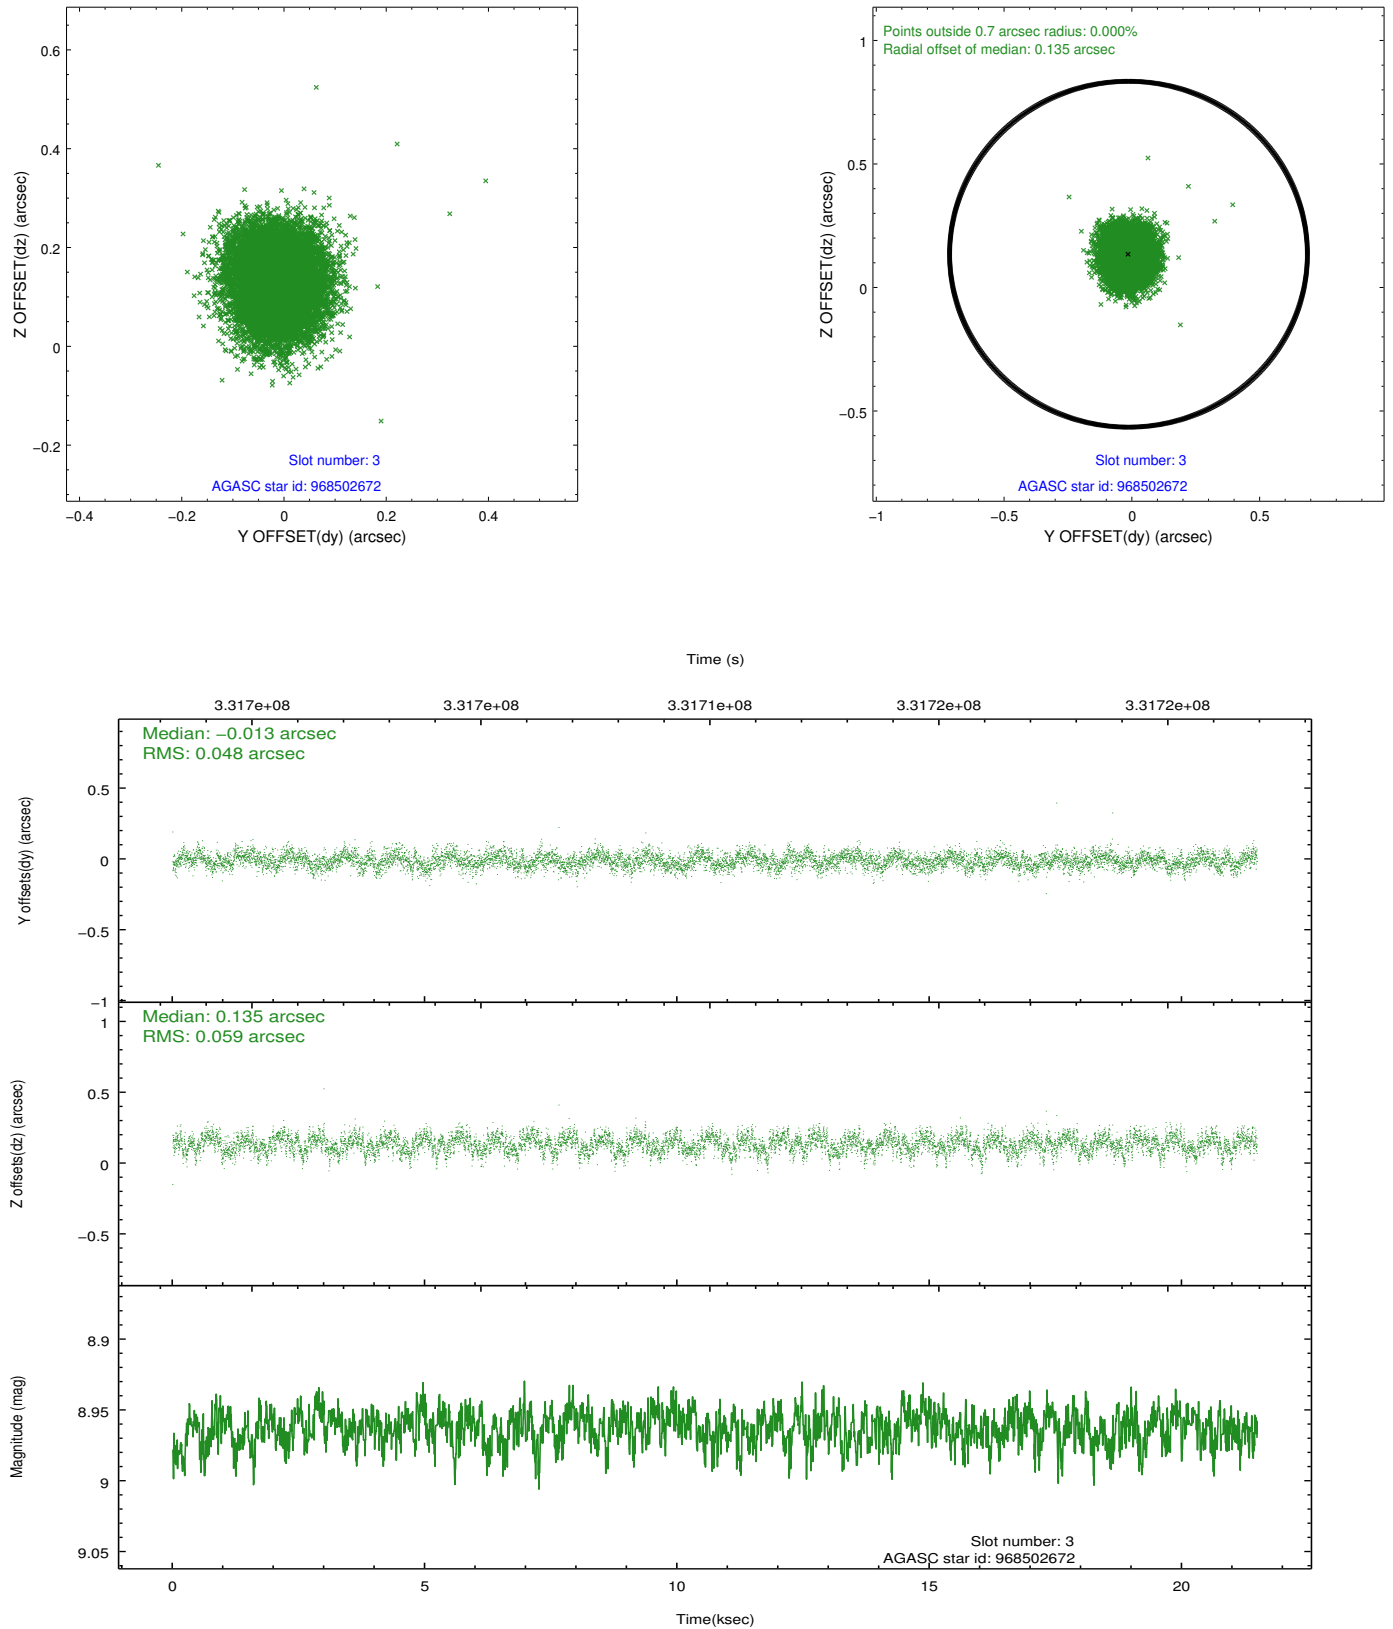 0.6
0.4
0.2
0
−0.2
−0.4
−0.2
0
0.2
0.4
Z OFFSET(dz) (arcsec)
Y OFFSET(dy) (arcsec)
Slot number: 3
AGASC star id: 968502672
Points outside 0.7 arcsec radius: 0.000%
Radial offset of median: 0.135 arcsec
1
0.5
0
−0.5
−1
−0.5
0
0.5
Z OFFSET(dz) (arcsec)
Y OFFSET(dy) (arcsec)
Slot number: 3
AGASC star id: 968502672
Time (s)
3.317e+08
3.317e+08
3.3171e+08
3.3172e+08
3.3172e+08
Median: −0.013 arcsec
RMS: 0.048 arcsec
0.5
0
−0.5
−1
Y offsets(dy) (arcsec)
Median: 0.135 arcsec
RMS: 0.059 arcsec
1
0.5
0
−0.5
Z offsets(dz) (arcsec)
8.9
8.95
9
9.05
Magnitude (mag)
Slot number: 3
AGASC star id: 968502672
0
5
10
15
20
Time(ksec)